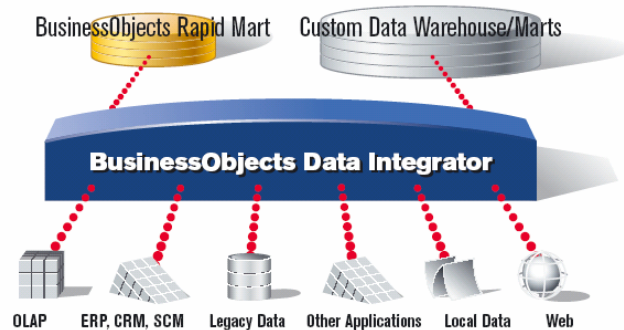 BusinessObjects Rapid Mart
Custom Data Warehouse/Marts
BusinessObjects Data Integrator
OLAP
ERP, CRM, SCM
Legacy Data
Other Applications
Local Data
Web